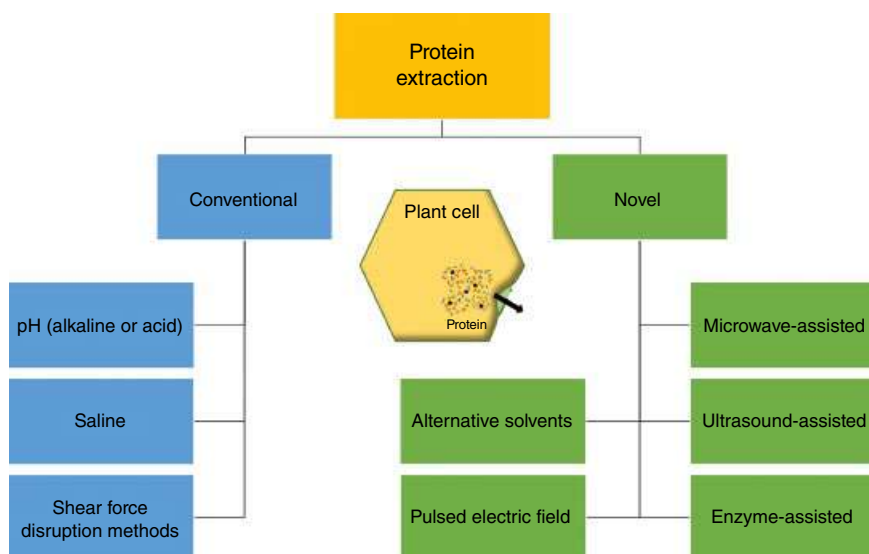 Protein
extraction
Conventional
Plant cell
Novel
Protein
pH (alkaline or acid)
Microwave-assisted
Saline
Alternative solvents
Ultrasound-assisted
Shear force
disruption methods
Pulsed electric field
Enzyme-assisted